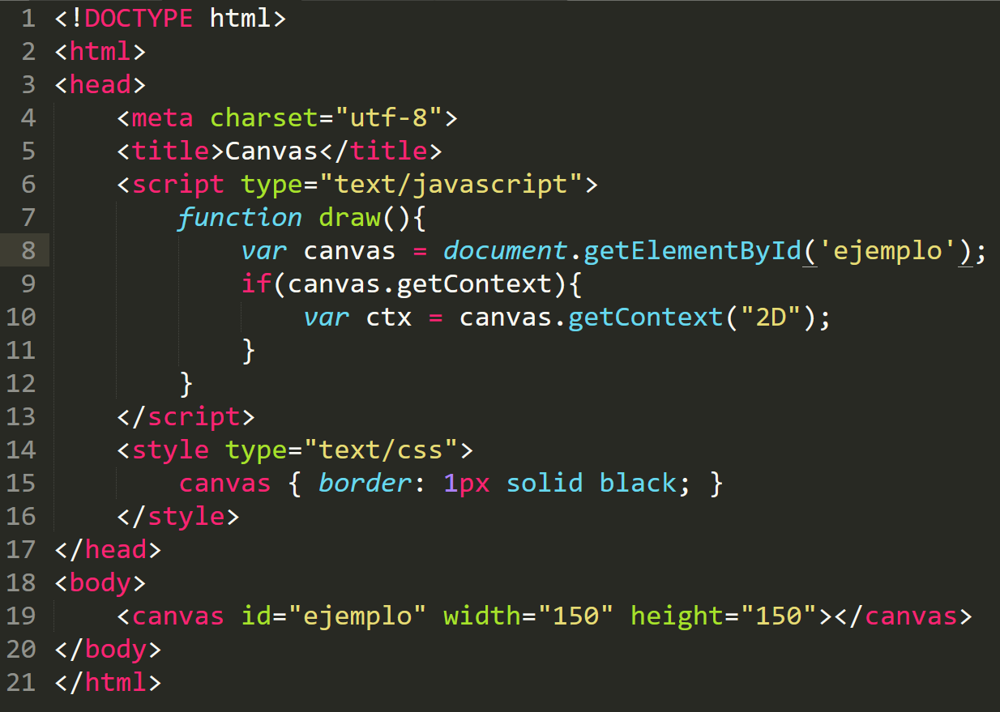 1 <!DOCTYPE html>
2 <html>
3 <head>
4     <meta charset="utf-8">
5     <title>Canvas</title>
6     <script type="text/javascript">
7         function draw(){
8             var canvas = document.getElementById('ejemplo');
9             if(canvas.getContext){
10                 var ctx = canvas.getContext("2D");
11             }
12         }
13     </script>
14     <style type="text/css">
15         canvas { border: 1px solid black; }
16     </style>
17 </head>
18 <body>
19     <canvas id="ejemplo" width="150" height="150"></canvas>
20 </body>
21 </html>